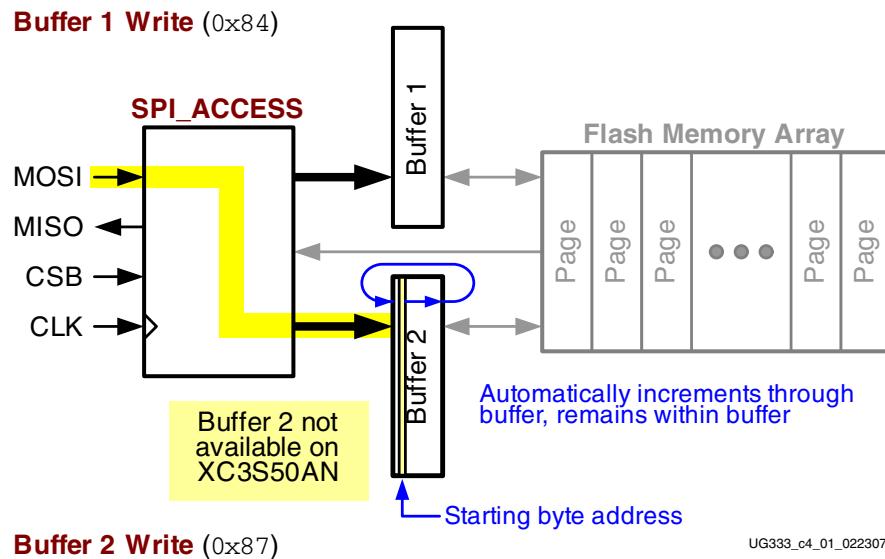 Buffer 1 Write (0x84)
SPI_ACCESS
Buffer 1
Flash Memory Array
MOSI
MISO
CSB
CLK
Page
Page
Page
Page
Page
Buffer 2
Buffer 2 not
available on
XC3S50AN
Automatically increments through
buffer, remains within buffer
Starting byte address
Buffer 2 Write (0x87)
UG333_c4_01_022307